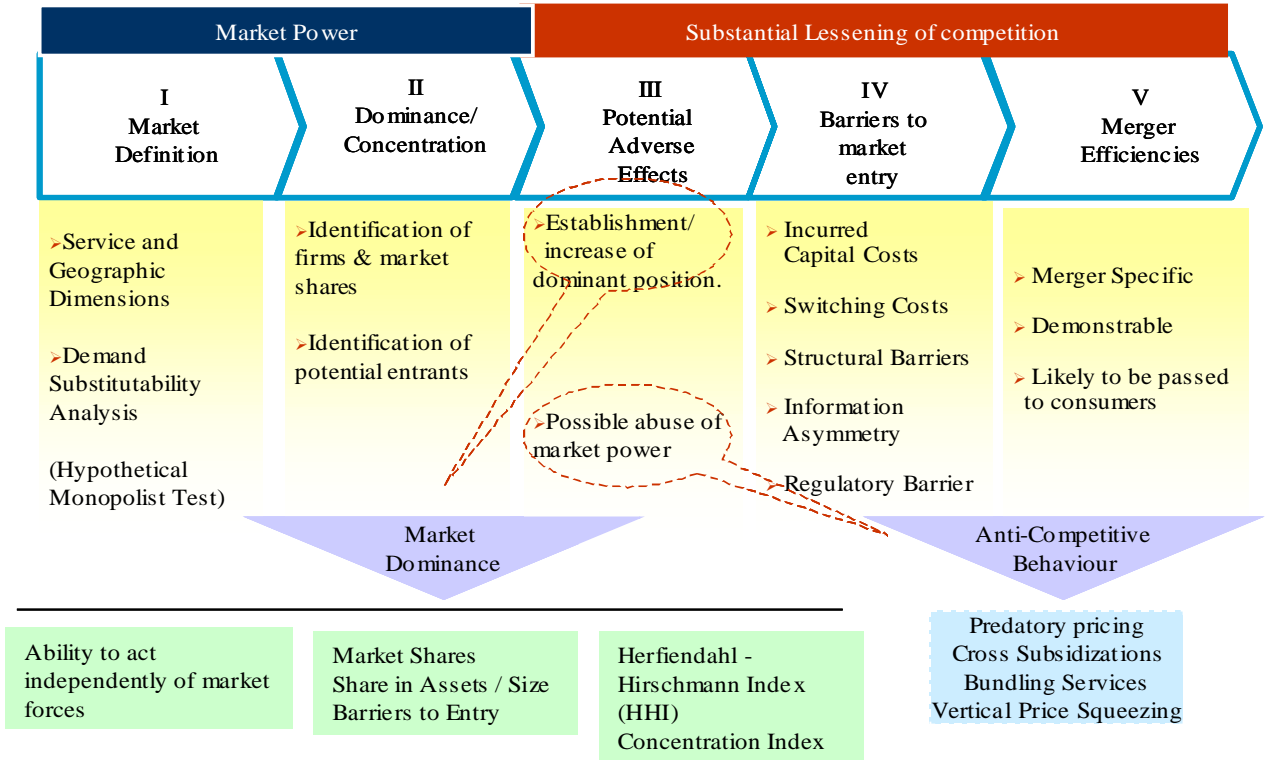 Market Power
Substantial Lessening of competition
I
Market
Definition
II
Dominance/
Concentration
III
Potential
Adverse
Effects
IV
Barriers to
market
entry
V
Merger
Efficiencies
➢Service and
Geographic
Dimensions
➢Demand
Substitutability
Analysis
(Hypothetical
Monopolist Test)
➢Identification of
firms & market
shares
➢Identification of
potential entrants
➢Establishment/
increase of
dominant position.
➢Possible abuse of
market power
➢ Incurred
Capital Costs
➢ Switching Costs
➢ Structural Barriers
➢ Information
Asymmetry
➢ Regulatory Barrier
➢ Merger Specific
➢ Demonstrable
➢ Likely to be passed
to consumers
Market
Dominance
Anti-Competitive
Behaviour
Ability to act
independently of market
forces
Market Shares
Share in Assets / Size
Barriers to Entry
Herfiendahl -
Hirschmann Index
(HHI)
Concentration Index
Predatory pricing
Cross Subsidizations
Bundling Services
Vertical Price Squeezing